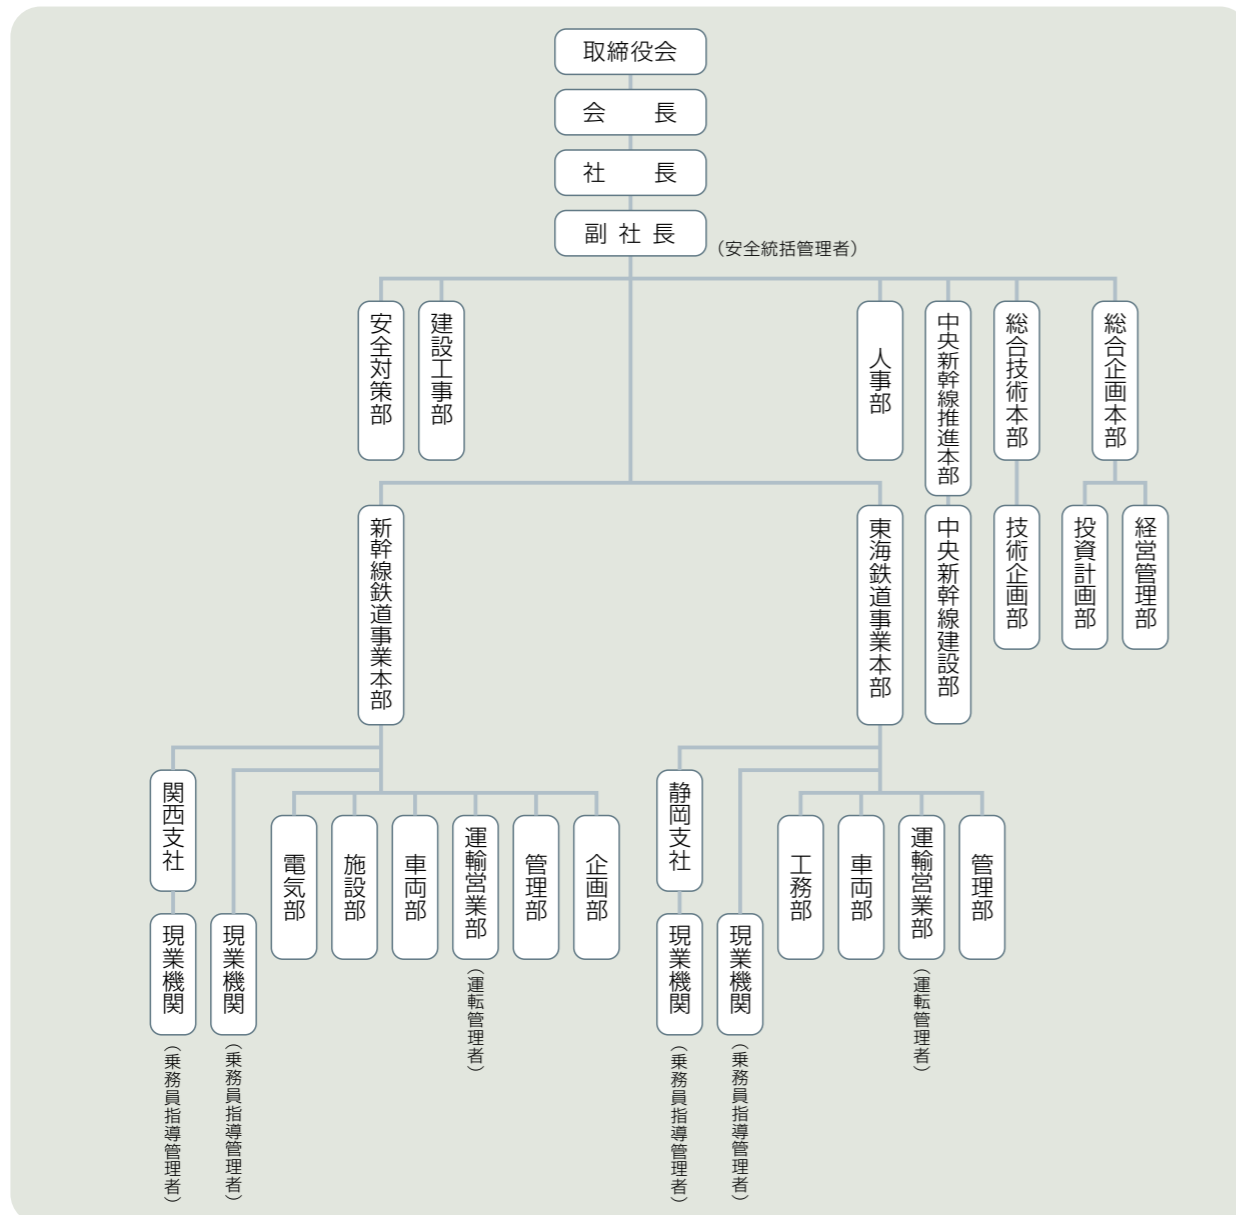 取締役会
会　長
社　長
副 社 長
（安全統括管理者）
安全対策部
建設工事部
人事部
中央新幹線推進本部
総合技術本部
総合企画本部
新幹線鉄道事業本部
東海鉄道事業本部
中央新幹線建設部
技術企画部
投資計画部
経営管理部
関西支社
現業機関
（乗務員指導管理者）
現業機関
（乗務員指導管理者）
電気部
施設部
車両部
運輸営業部
（運転管理者）
管理部
企画部
静岡支社
現業機関
（乗務員指導管理者）
現業機関
（乗務員指導管理者）
工務部
車両部
運輸営業部
（運転管理者）
管理部